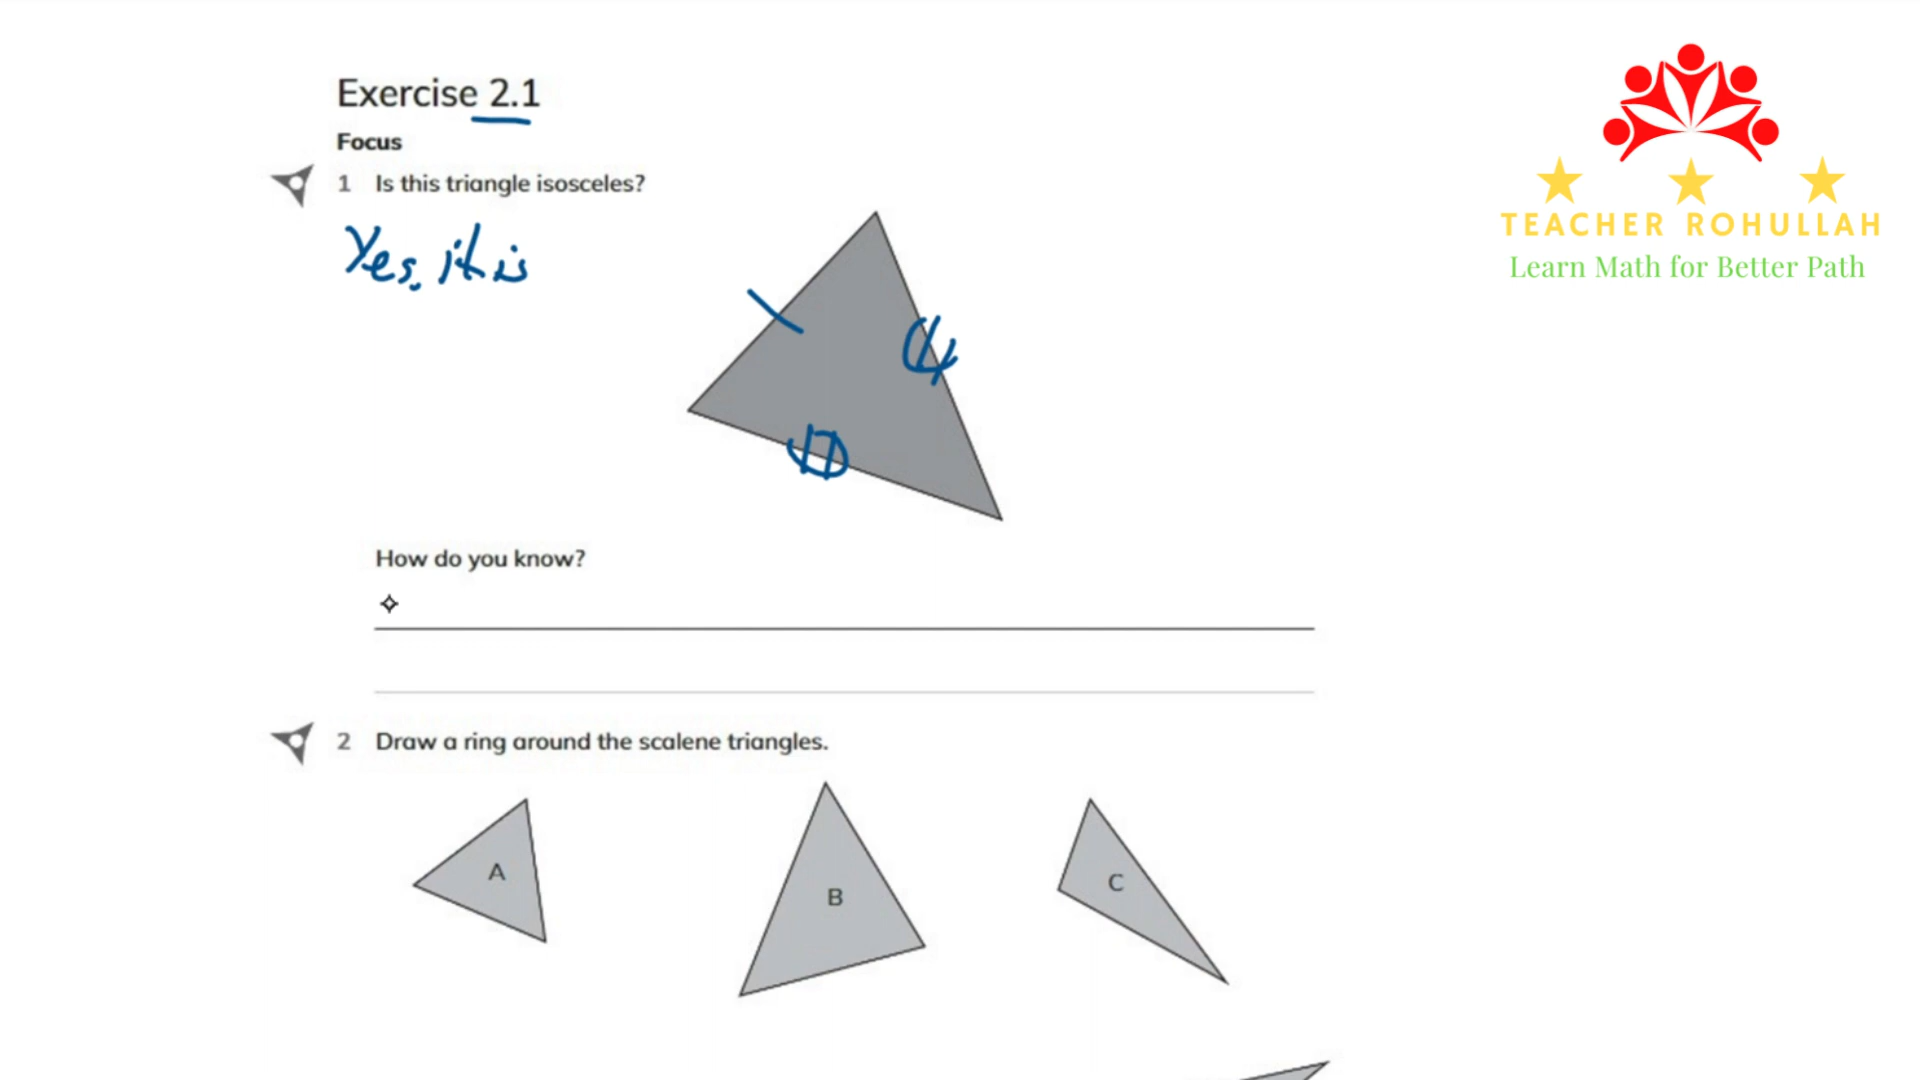 Exercise 2.1
Focus
1 Is this triangle isosceles?
Yes, it is
How do you know?
2 Draw a ring around the scalene triangles.
A
B
C
TEACHER ROHULLAH
Learn Math for Better Path